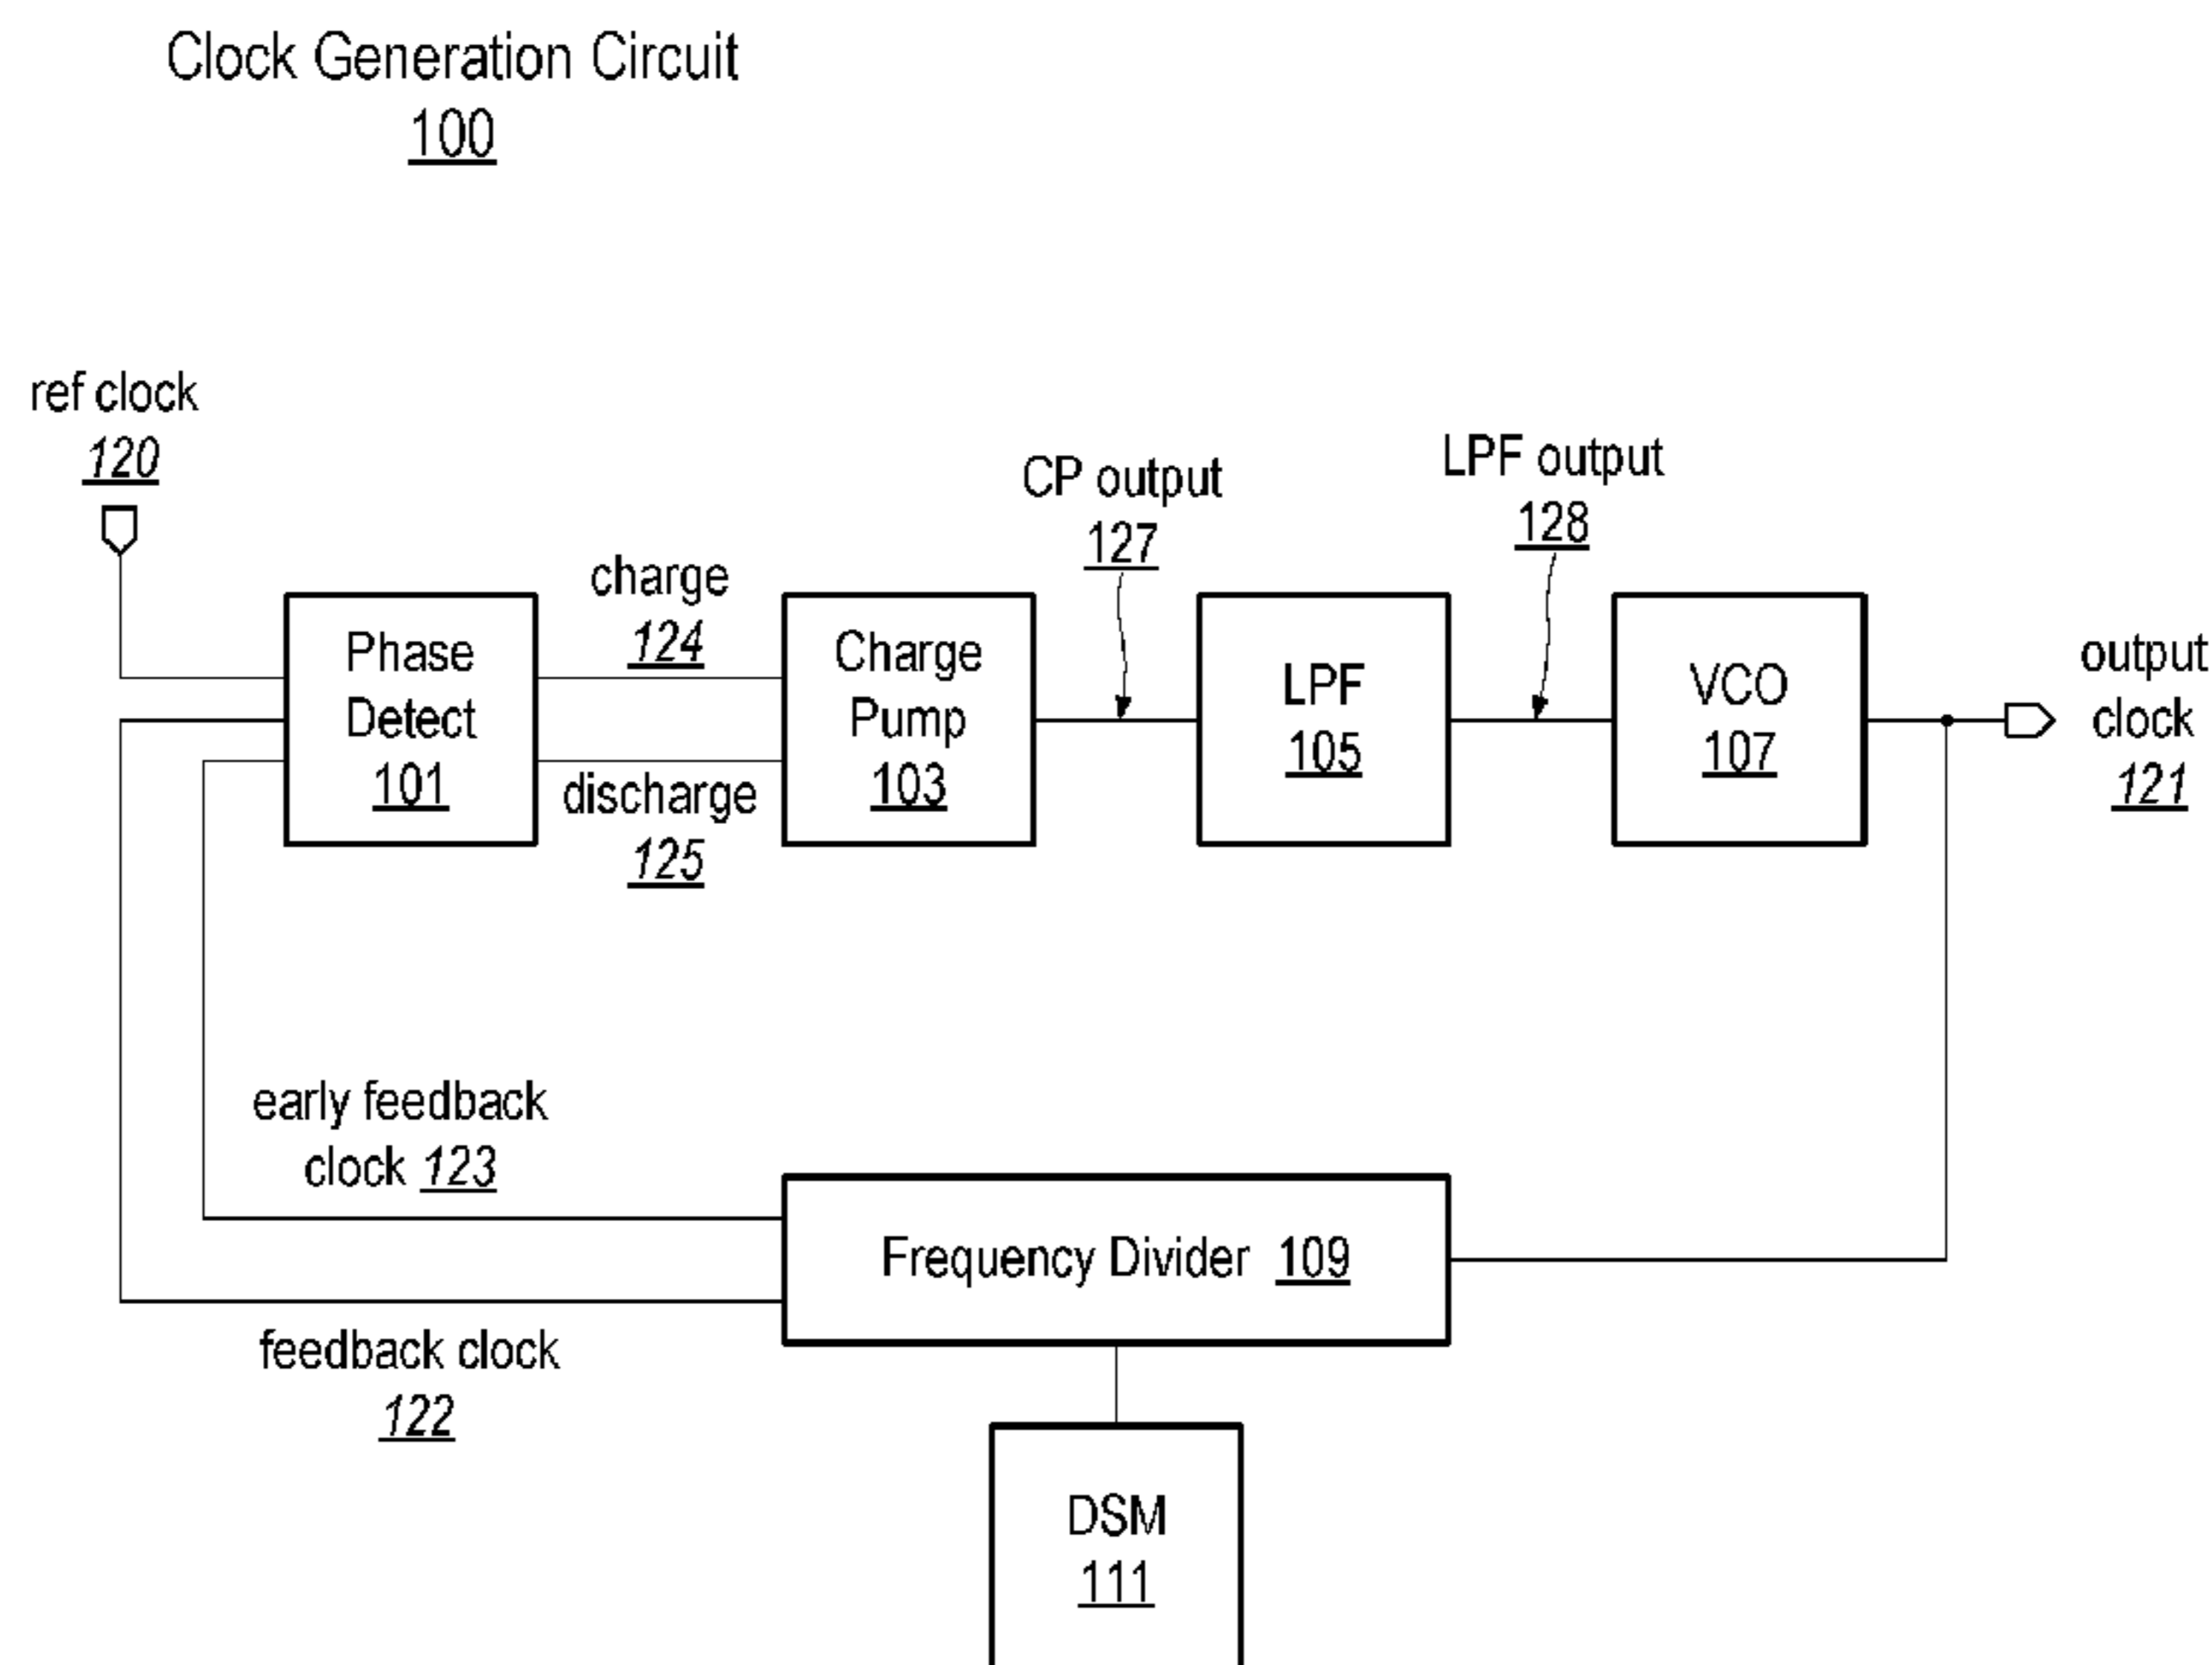 Clock Generation Circuit
100
ref clock
120
charge
124
discharge
125
CP output
127
LPF output
128
Phase
Detect
101
Charge
Pump
103
LPF
105
VCO
107
output
clock
121
early feedback
clock 123
Frequency Divider 109
feedback clock
122
DSM
111